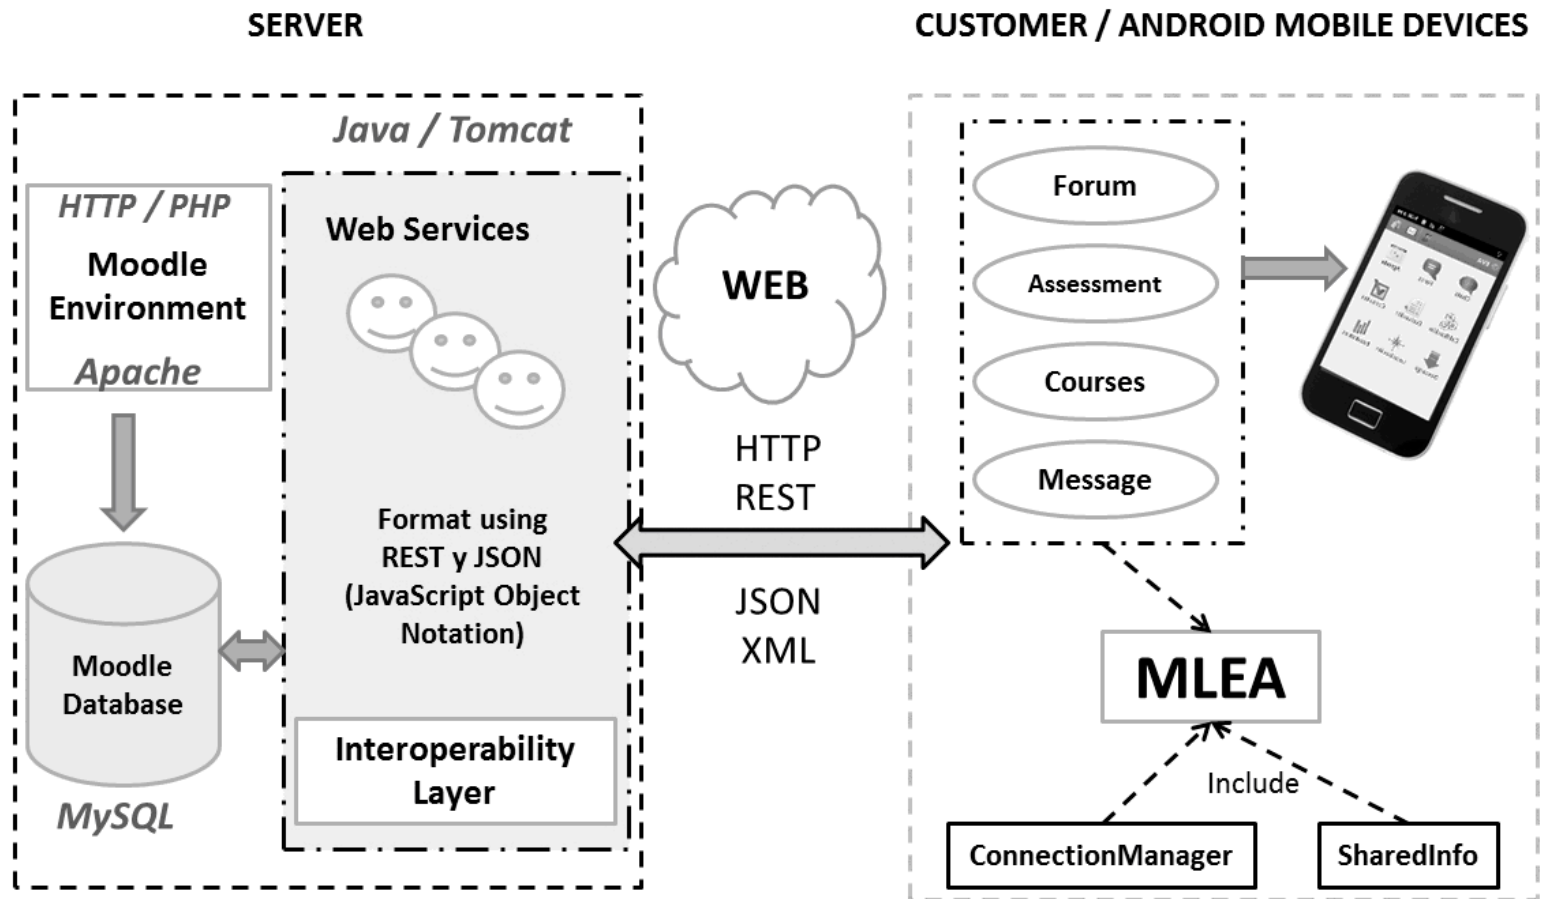 SERVER
CUSTOMER / ANDROID MOBILE DEVICES
Java / Tomcat
HTTP / PHP
Moodle
Environment
Apache
Web Services
Format using
REST y JSON
(JavaScript Object
Notation)
Interoperability
Layer
Moodle
Database
MySQL
WEB
HTTP
REST
JSON
XML
Forum
Assessment
Courses
Message
MLEA
Include
ConnectionManager
SharedInfo